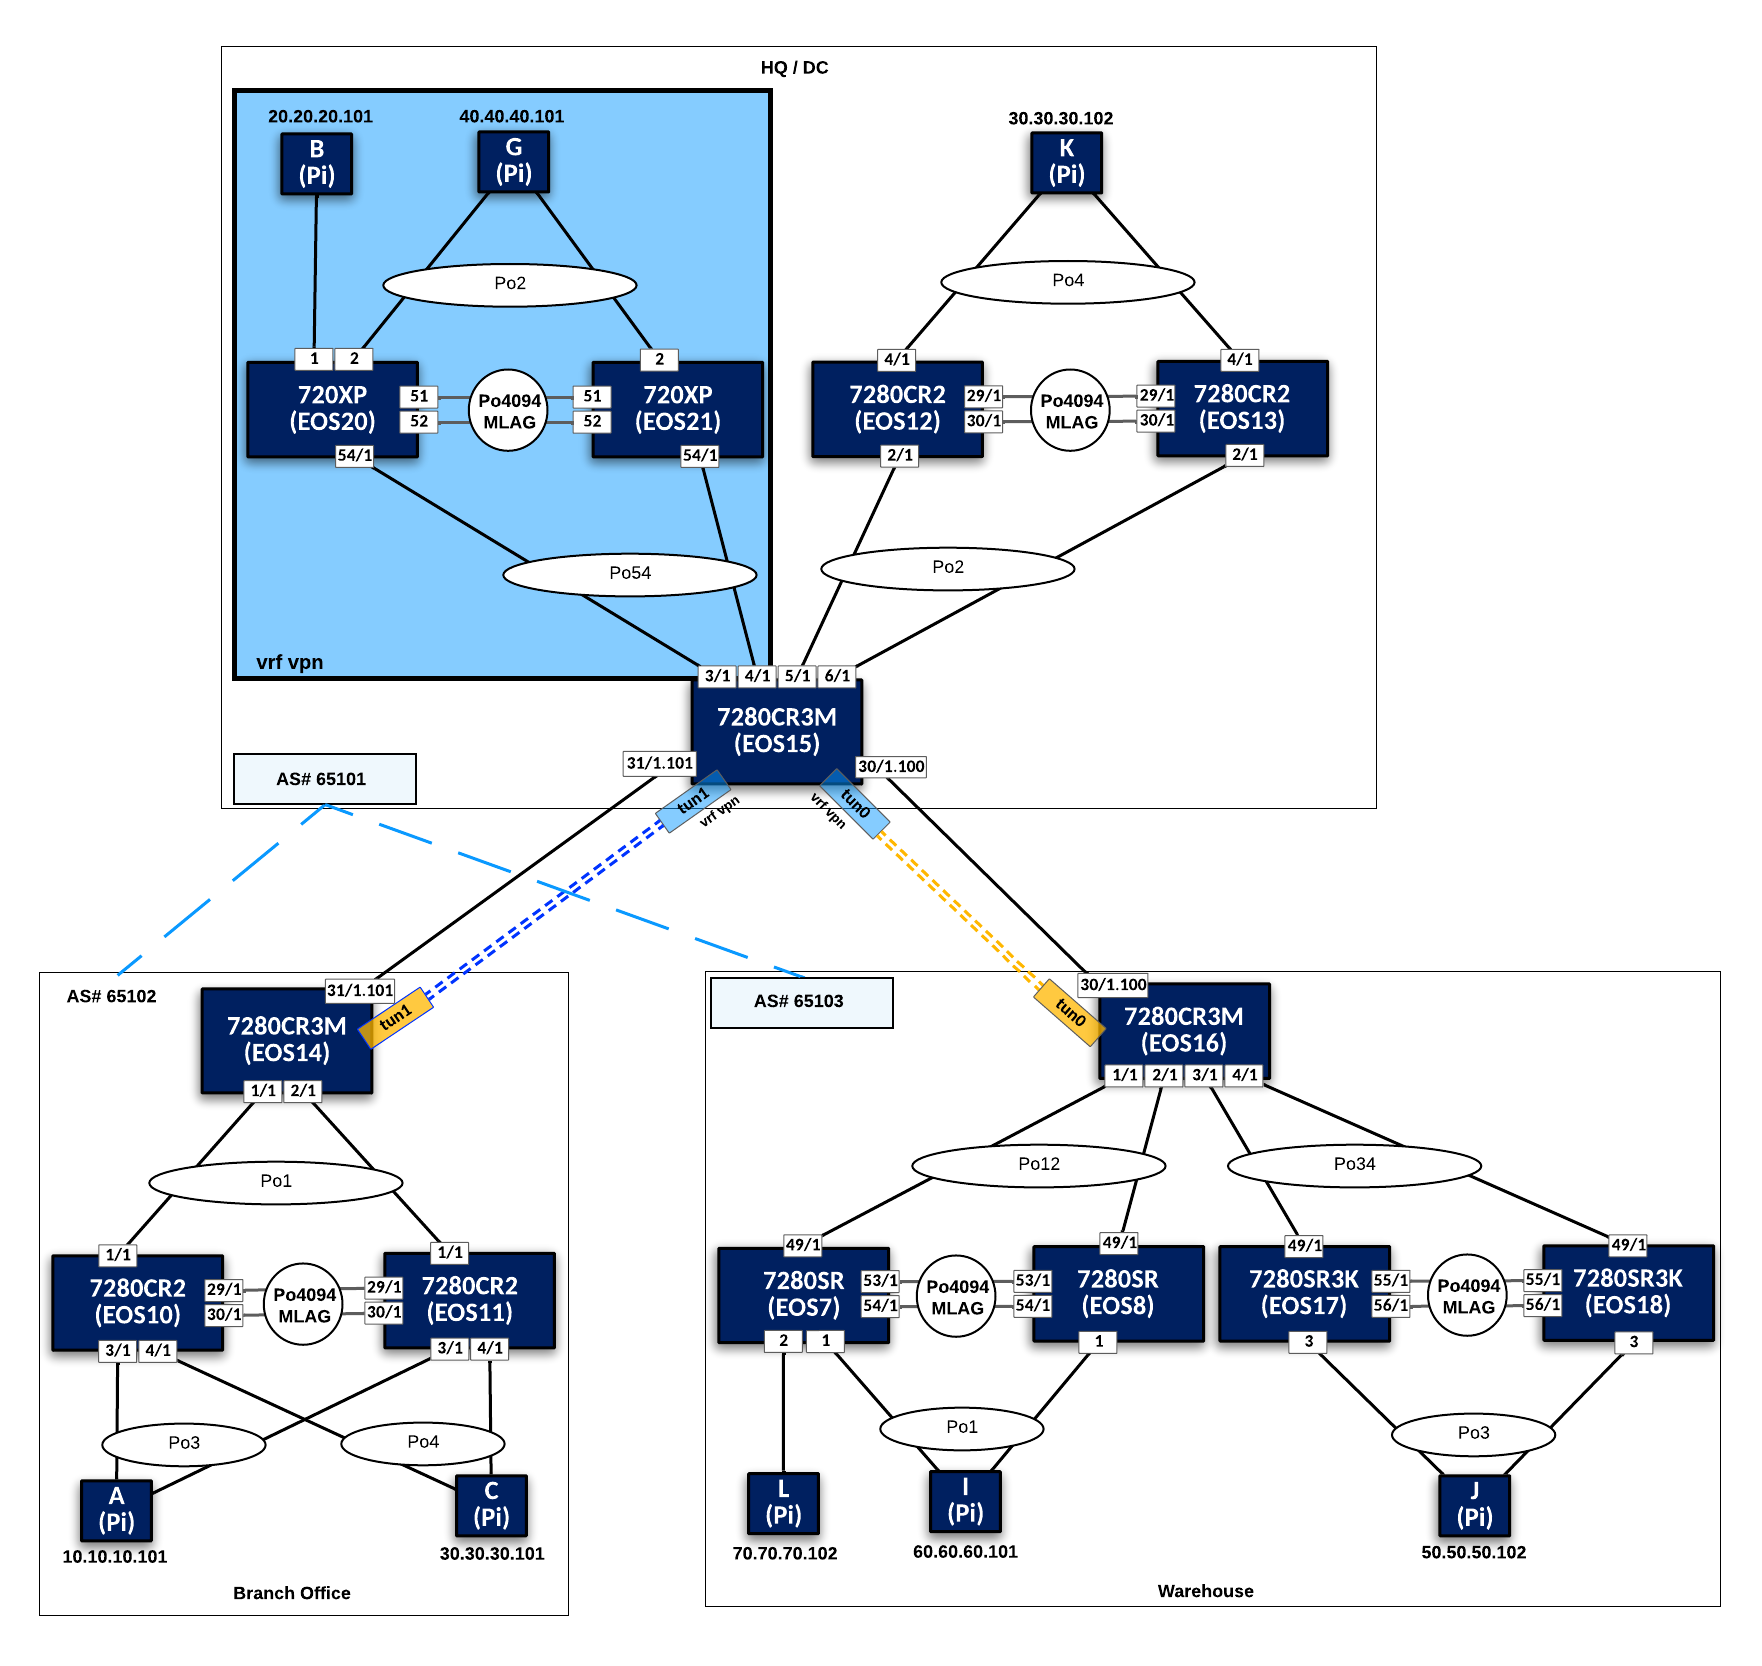 HQ / DC
20.20.20.101
40.40.40.101
30.30.30.102
B
(Pi)
G
(Pi)
K
(Pi)
Po2
Po4
1
2
2
4/1
4/1
720XP
(EOS20)
51
52
Po4094
MLAG
51
52
720XP
(EOS21)
7280CR2
(EOS12)
29/1
30/1
Po4094
MLAG
29/1
30/1
7280CR2
(EOS13)
54/1
54/1
2/1
2/1
Po54
Po2
vrf vpn
3/1
4/1
5/1
6/1
7280CR3M
(EOS15)
31/1.101
30/1.100
AS# 65101
tun1
vrf vpn
tun0
vrf vpn
AS# 65102
31/1.101
7280CR3M
(EOS14)
tun1
1/1
2/1
Po1
1/1
1/1
7280CR2
(EOS10)
29/1
30/1
Po4094
MLAG
29/1
30/1
7280CR2
(EOS11)
3/1
4/1
3/1
4/1
Po3
Po4
A
(Pi)
C
(Pi)
10.10.10.101
30.30.30.101
Branch Office
AS# 65103
30/1.100
tun0
7280CR3M
(EOS16)
1/1
2/1
3/1
4/1
Po12
Po34
49/1
49/1
49/1
49/1
7280SR
(EOS7)
53/1
54/1
Po4094
MLAG
53/1
54/1
7280SR
(EOS8)
7280SR3K
(EOS17)
55/1
56/1
Po4094
MLAG
55/1
56/1
7280SR3K
(EOS18)
2
1
1
3
3
Po1
Po3
L
(Pi)
I
(Pi)
J
(Pi)
70.70.70.102
60.60.60.101
50.50.50.102
Warehouse